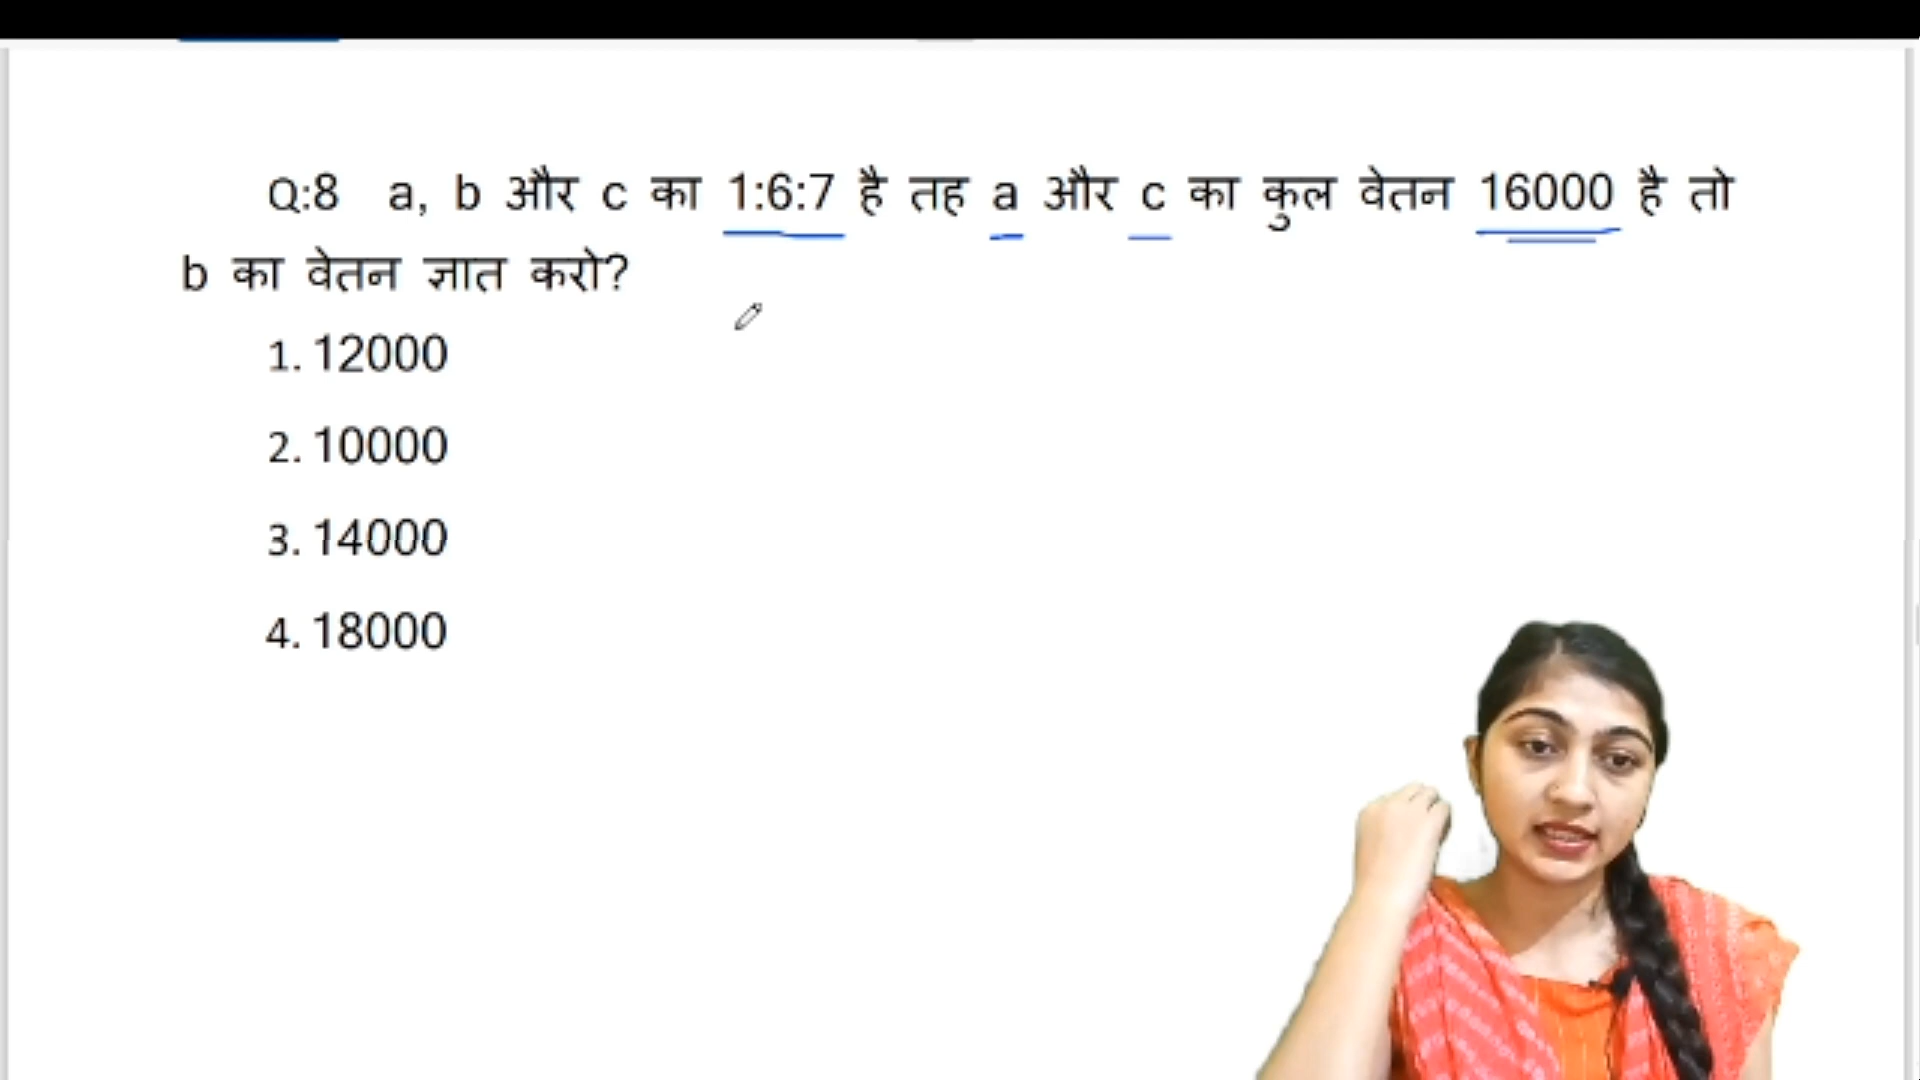 Q:8 a, b और c का 1:6:7 है तह a और c का कुल वेतन 16000 है तो
b का वेतन ज्ञात करो?
1. 12000
2. 10000
3. 14000
4. 18000